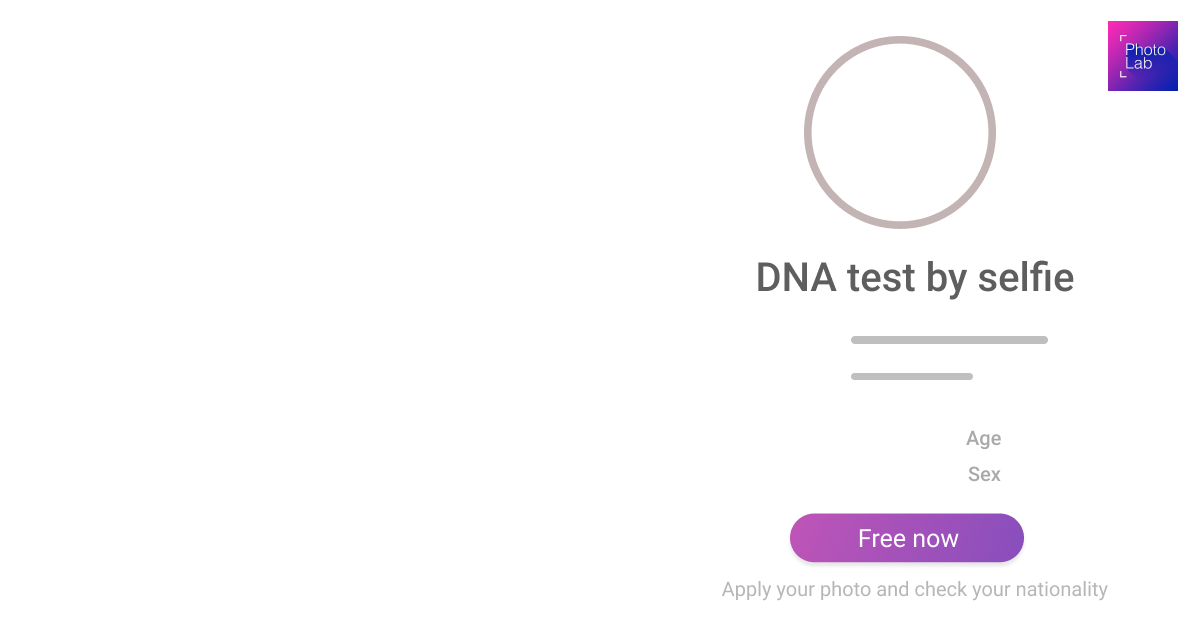 Photo
Lab
DNA test by selfie
Age
Sex
Free now
Apply your photo and check your nationality